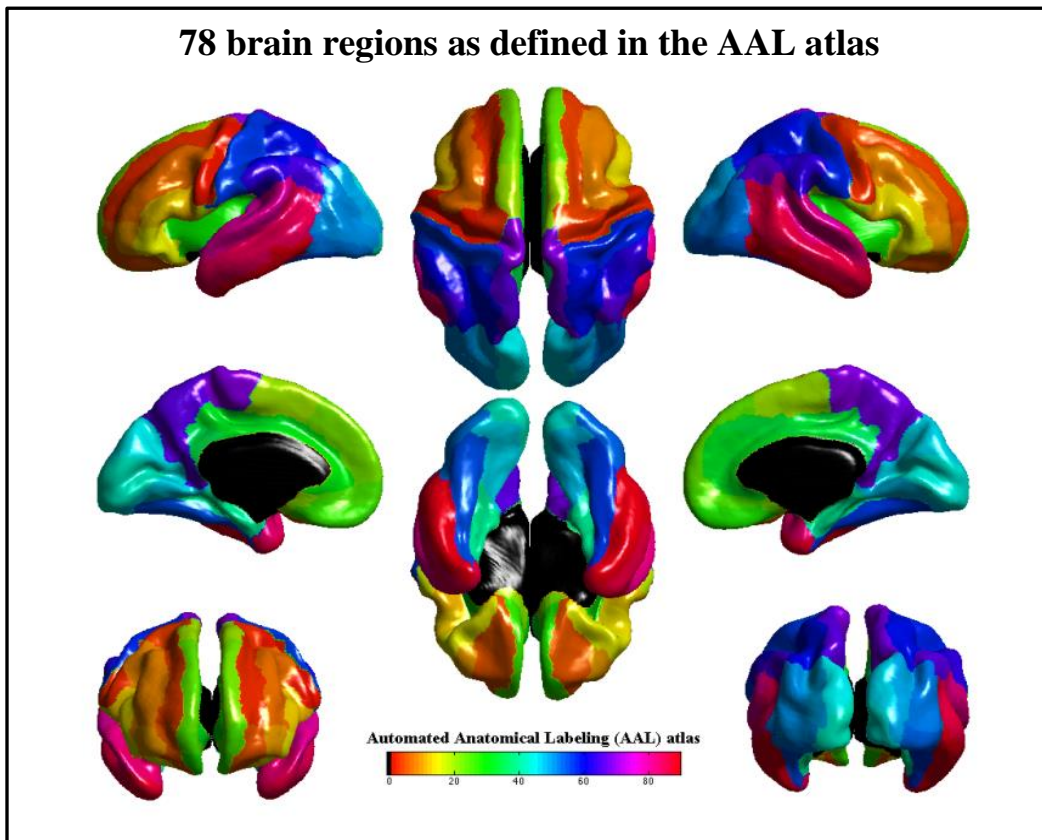 78 brain regions as defined in the AAL atlas
Automated Anatomical Labeling (AAL) atlas
0 20 40 60 80